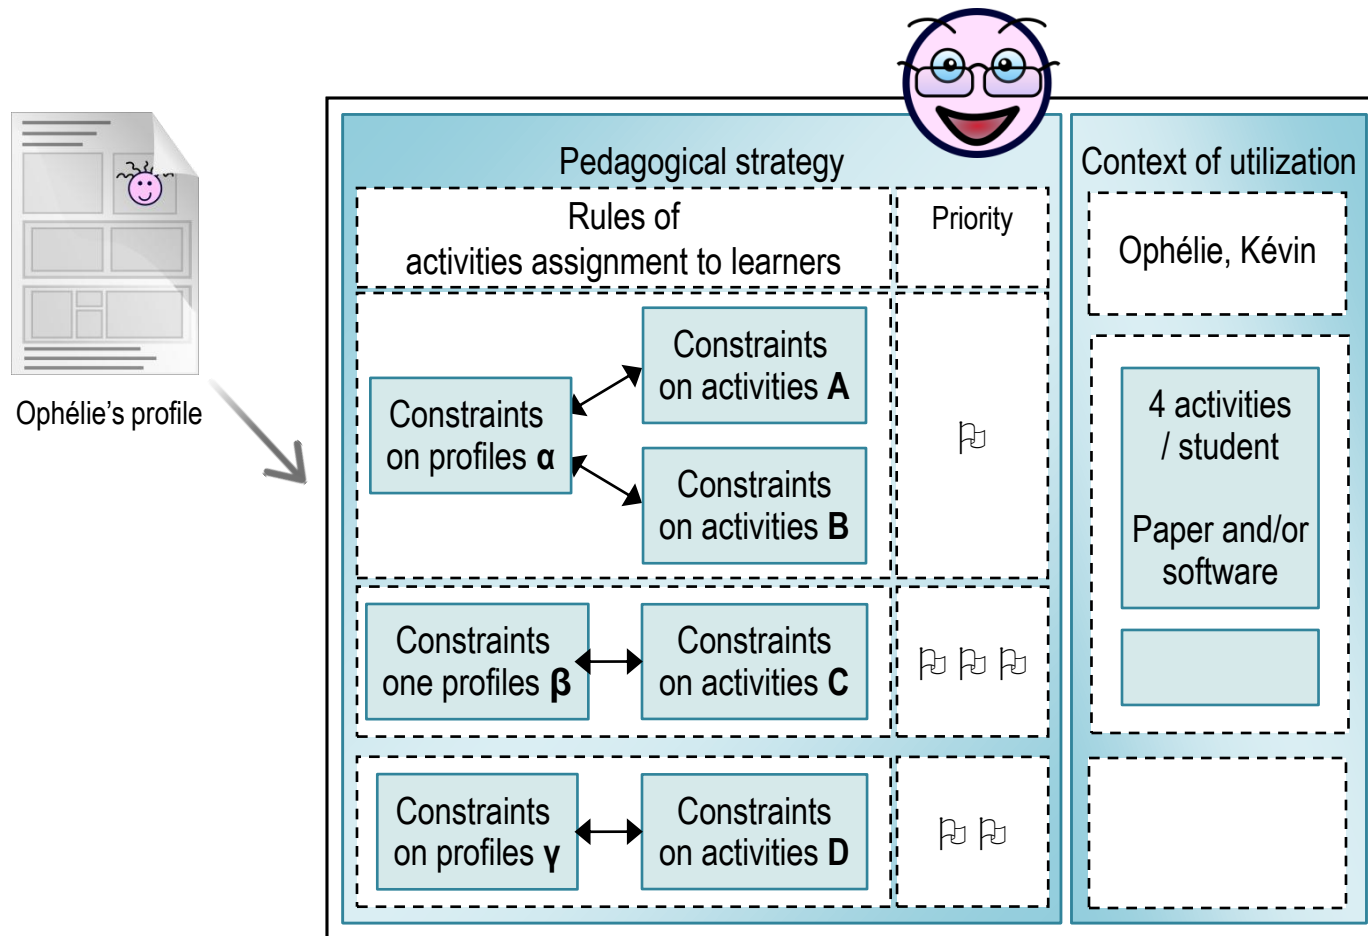 Ophélie’s profile
Pedagogical strategy
Rules of
activities assignment to learners
Priority
Constraints
on profiles α
Constraints
on activities A
Constraints
on activities B
Constraints
one profiles β
Constraints
on activities C
Constraints
on profiles γ
Constraints
on activities D
Context of utilization
Ophélie, Kévin
4 activities
/ student
Paper and/or
software